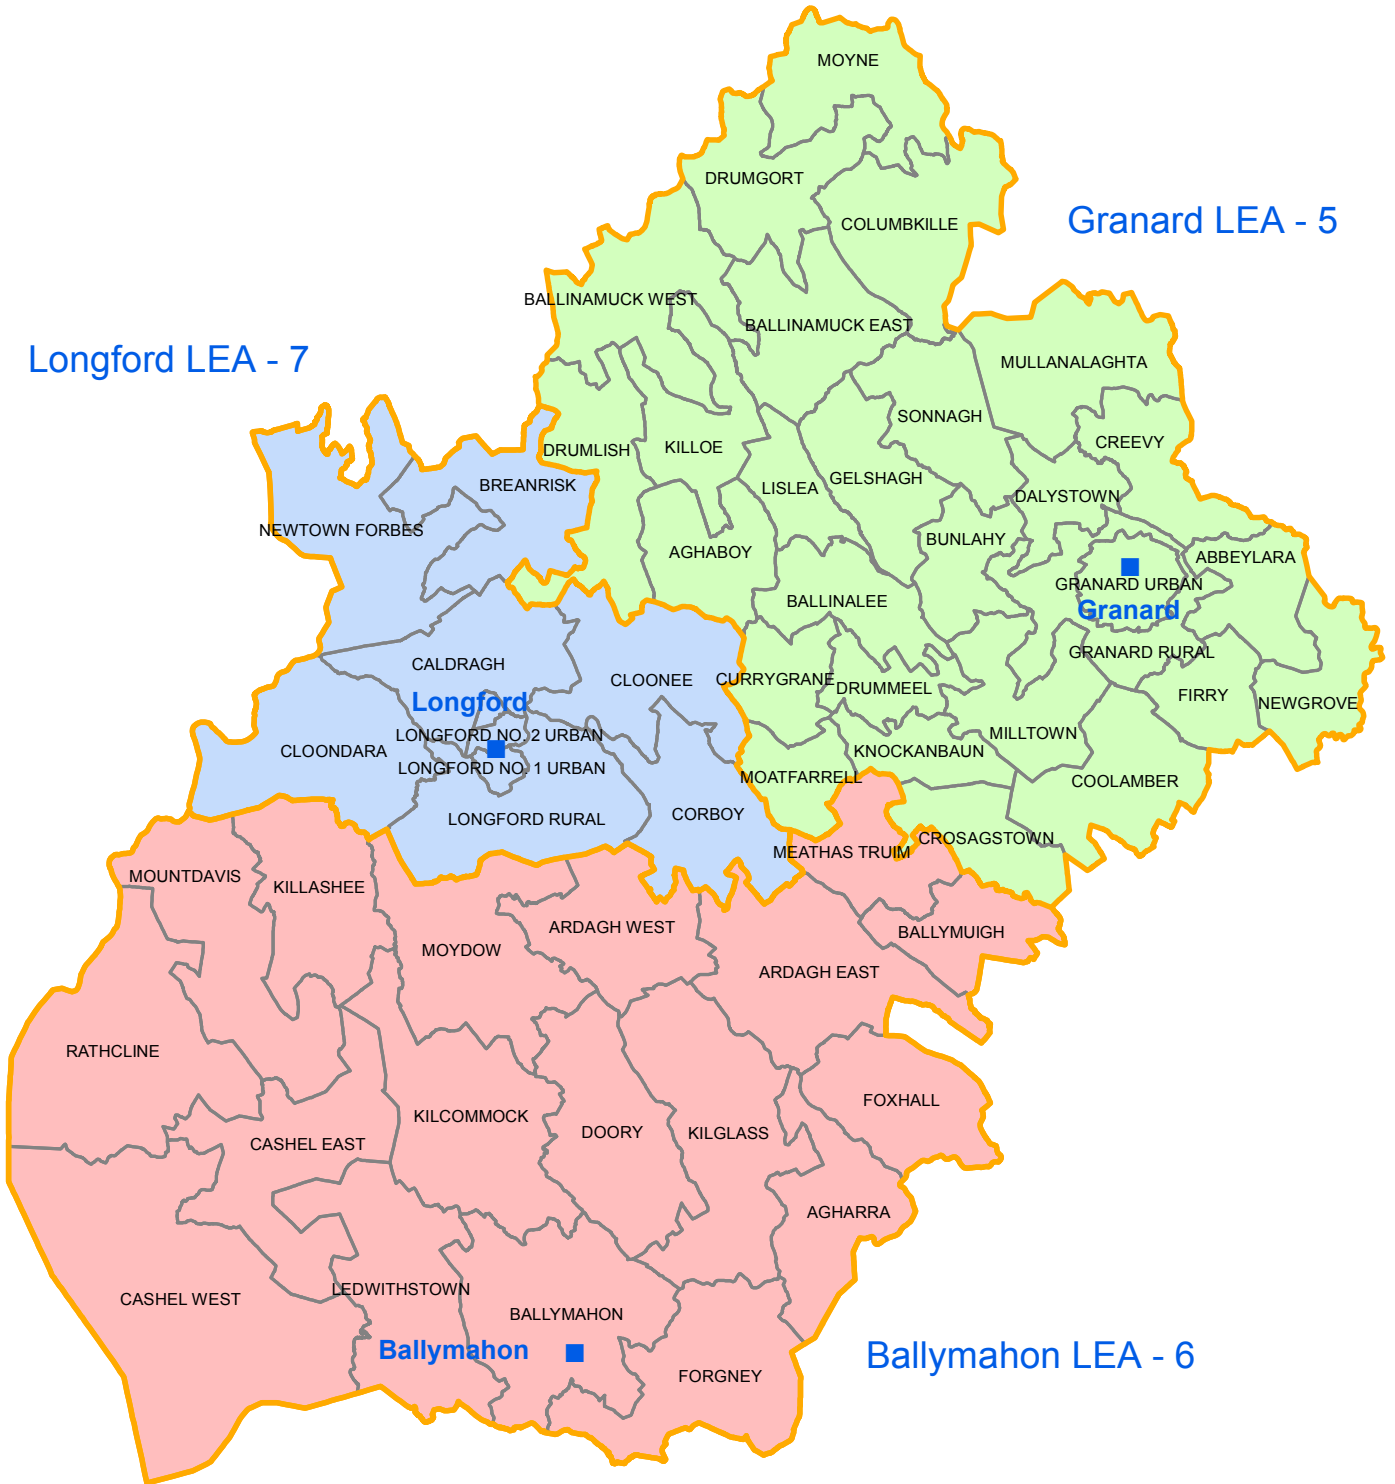 MOYNE
DRUMGORT
Granard LEA - 5
COLUMBKILLE
BALLINAMUCK WEST
BALLINAMUCK EAST
Longford LEA - 7
MULLANALAGHTA
SONNAGH
CREEVY
DRUMLISH
KILLOE
BREANRISK
LISLEA
GELSHAGH
DALYSTOWN
NEWTOWN FORBES
BUNLAHY
AGHABOY
ABBEYLARA
GRANARD URBAN
BALLINALEE
Granard
GRANARD RURAL
CALDRAGH
CLOONEE
CURRYGRANE
DRUMMEEL
FIRRY
NEWGROVE
Longford
LONGFORD NO. 2 URBAN
MILLTOWN
CLOONDARA
KNOCKANBAUN
LONGFORD NO. 1 URBAN
MOATFARRELL
COOLAMBER
CORBOY
LONGFORD RURAL
CROSAGSTOWN
MEATHAS TRUIM
MOUNTDAVIS
KILLASHEE
ARDAGH WEST
BALLYMUIGH
MOYDOW
ARDAGH EAST
RATHCLINE
FOXHALL
KILCOMMOCK
DOORY
KILGLASS
CASHEL EAST
AGHARRA
LEDWITHSTOWN
CASHEL WEST
BALLYMAHON
Ballymahon
Ballymahon LEA - 6
FORGNEY